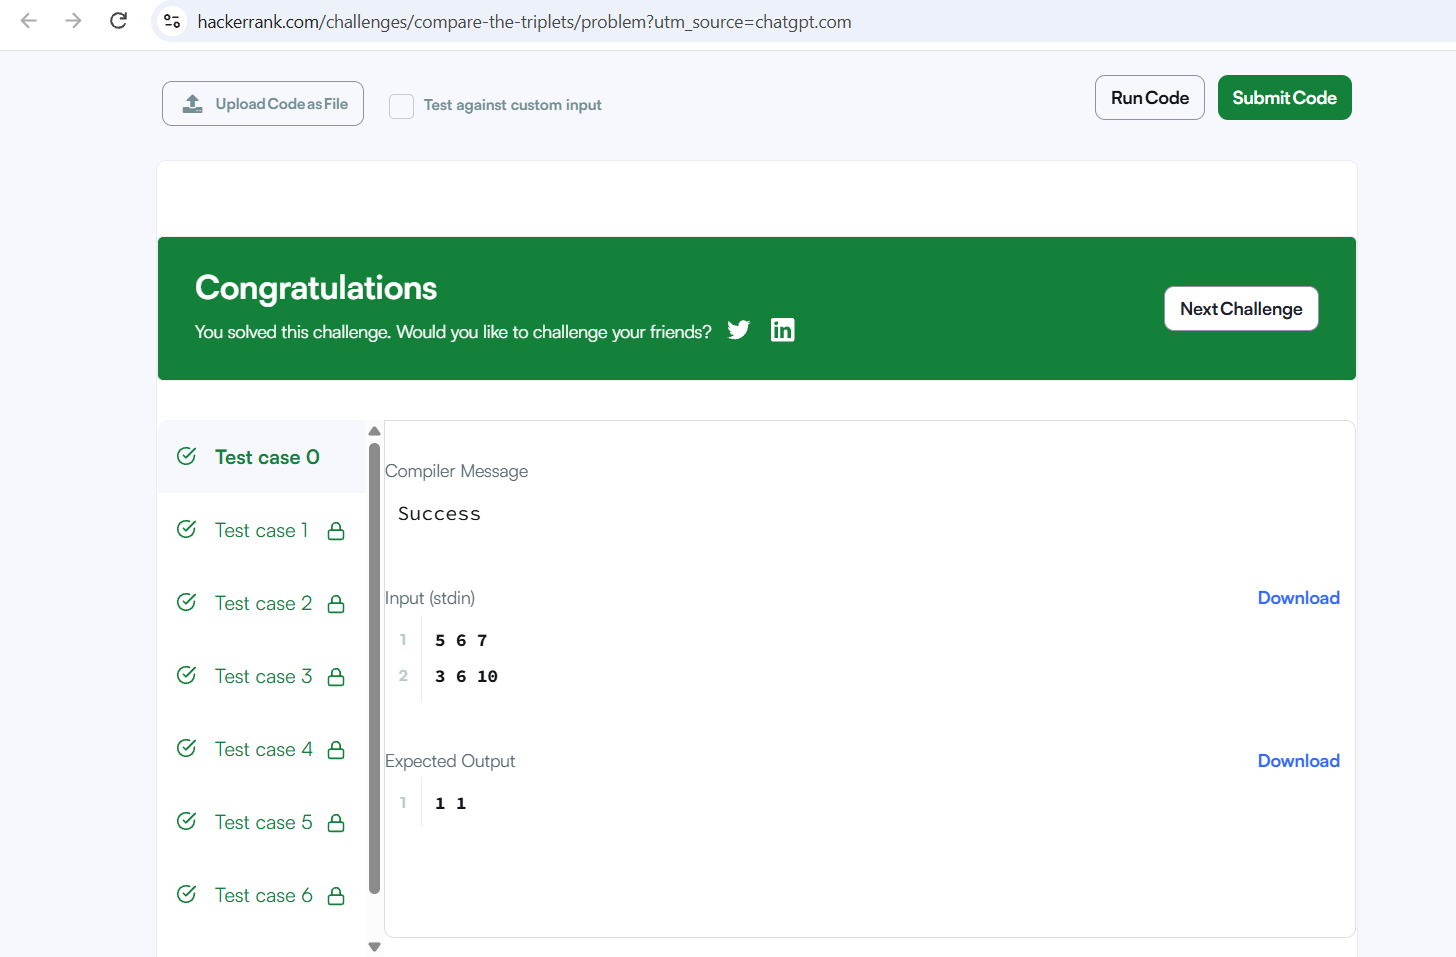 hackerrank.com/challenges/compare-the-triplets/problem?utm_source=chatgpt.com
Upload Code as File
Test against custom input
Run Code
Submit Code
Congratulations
You solved this challenge. Would you like to challenge your friends?
in
Next Challenge
Test case 0
Test case 1
Test case 2
Test case 3
Test case 4
Test case 5
Test case 6
Compiler Message
Success
Input (stdin)
Download
1 5 6 7
2 3 6 10
Expected Output
Download
1 1 1